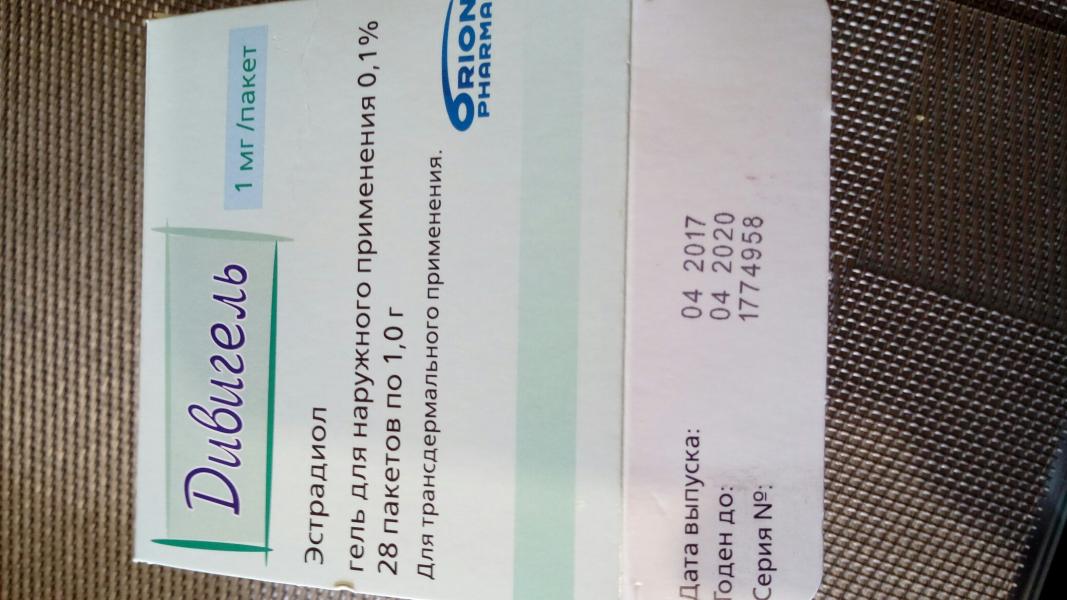 Дивигель
1 мг/пакет
Эстрадиол
гель для наружного применения 0,1%
28 пакетов по 1,0 г
Для трансдермального применения.
ORION
PHARMA
Дата выпуска: 04 2017
Годен до: 04 2020
Серия №: 1774958